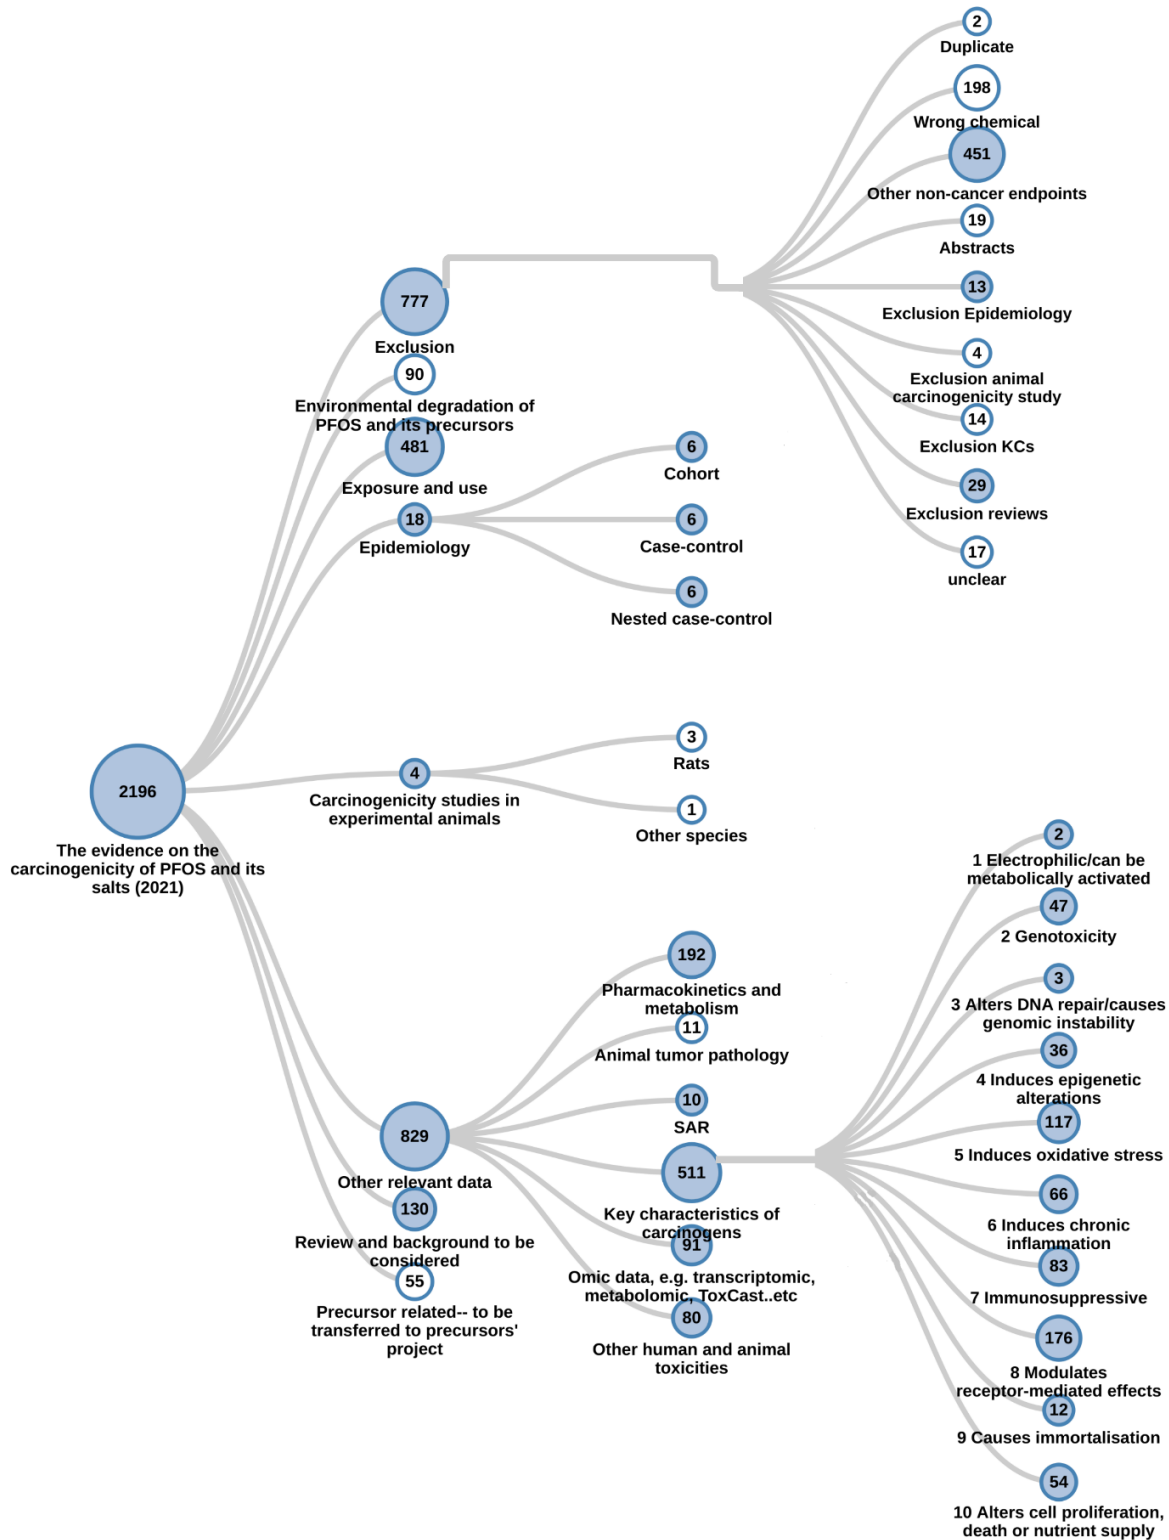 2196
The evidence on the
carcinogenicity of PFOS and its
salts (2021)
777
Exclusion
90
Environmental degradation of
PFOS and its precursors
481
Exposure and use
18
Epidemiology
4
Carcinogenicity studies in
experimental animals
829
Other relevant data
130
Review and background to be
considered
55
Precursor related-- to be
transferred to precursors'
project
2
Duplicate
198
Wrong chemical
451
Other non-cancer endpoints
19
Abstracts
13
Exclusion Epidemiology
4
Exclusion animal
carcinogenicity study
14
Exclusion KCs
29
Exclusion reviews
17
unclear
6
Cohort
6
Case-control
6
Nested case-control
3
Rats
1
Other species
192
Pharmacokinetics and
metabolism
11
Animal tumor pathology
10
SAR
511
Key characteristics of
carcinogens
91
Omic data, e.g. transcriptomic,
metabolomic, ToxCast..etc
80
Other human and animal
toxicities
2
1 Electrophilic/can be
metabolically activated
47
2 Genotoxicity
3
3 Alters DNA repair/causes
genomic instability
36
4 Induces epigenetic
alterations
117
5 Induces oxidative stress
66
6 Induces chronic
inflammation
83
7 Immunosuppressive
176
8 Modulates
receptor-mediated effects
12
9 Causes immortalisation
54
10 Alters cell proliferation,
death or nutrient supply